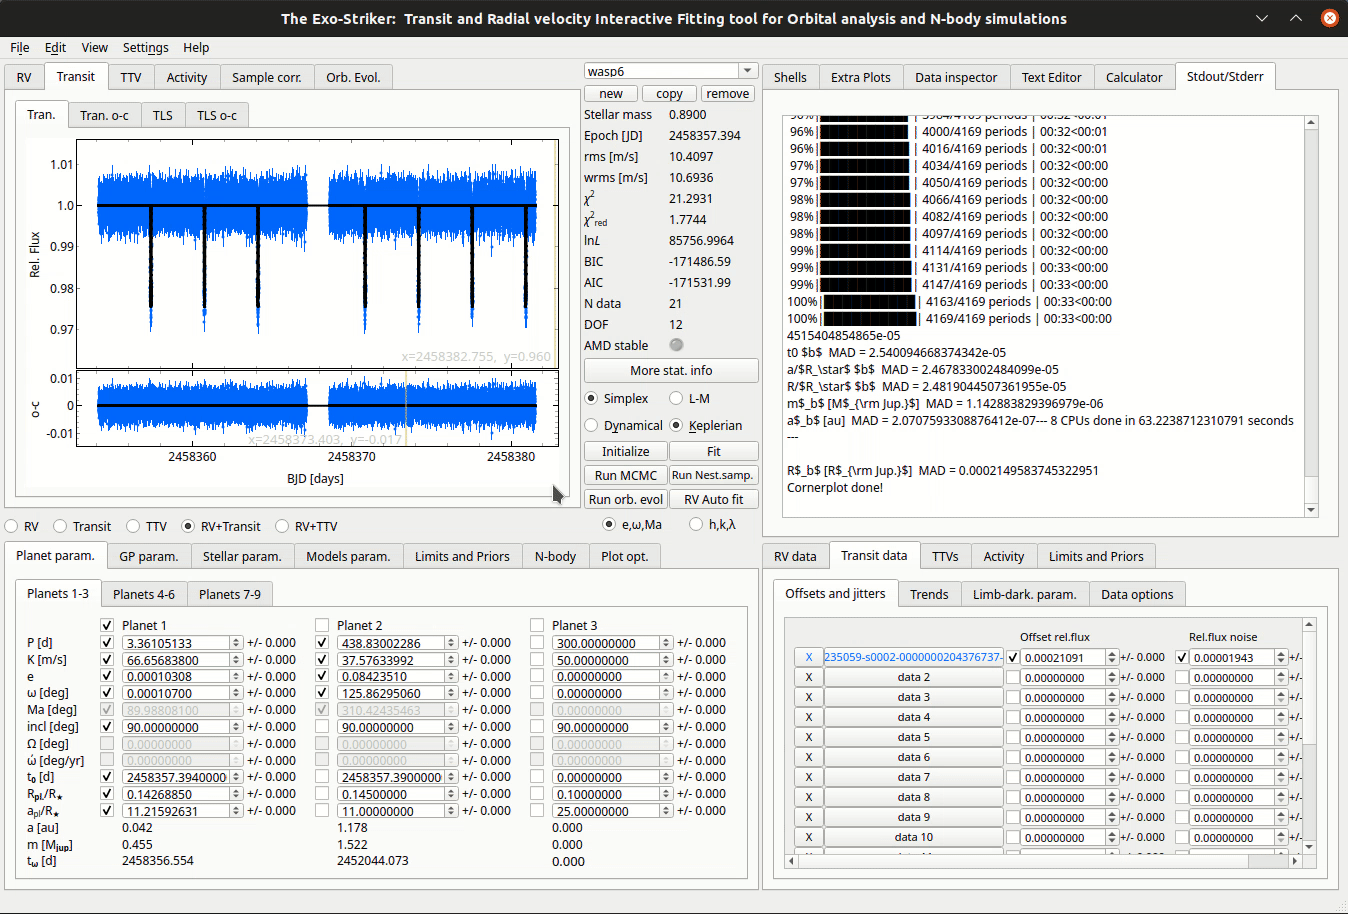 The Exo-Striker: Transit and Radial velocity Interactive Fitting tool for Orbital analysis and N-body simulations
File Edit View Settings Help
RV Transit TTV Activity Sample corr. Orb. Evol.
Tran. Tran. o-c TLS TLS o-c
1.01
1.0
0.99
0.98
0.97
Rel. Flux
x=2458382.755, y=0.960
0.01
0
-0.01
o-c
x=2458373.403, y=-0.017
2458360 2458370 2458380
BJD [days]
wasp6
new copy remove
Stellar mass 0.8900
Epoch [JD] 2458357.394
rms [m/s] 10.4097
wrms [m/s] 10.6936
χ² 21.2931
χ²red 1.7744
lnL 85756.9964
BIC -171486.59
AIC -171531.99
N data 21
DOF 12
AMD stable
More stat. info
Simplex L-M
Dynamical Keplerian
Initialize Fit
Run MCMC Run Nest.samp.
Run orb. evol RV Auto fit
e,ω,Ma h,k,λ
Shells Extra Plots Data inspector Text Editor Calculator Stdout/Stderr
96%| | 4000/4169 periods | 00:32<00:01
96%| | 4016/4169 periods | 00:32<00:01
97%| | 4034/4169 periods | 00:32<00:00
97%| | 4050/4169 periods | 00:32<00:00
98%| | 4066/4169 periods | 00:32<00:00
98%| | 4082/4169 periods | 00:32<00:00
98%| | 4097/4169 periods | 00:32<00:00
99%| | 4114/4169 periods | 00:32<00:00
99%| | 4131/4169 periods | 00:33<00:00
99%| | 4147/4169 periods | 00:33<00:00
100%| | 4163/4169 periods | 00:33<00:00
100%| | 4169/4169 periods | 00:33<00:00
4515404854865e-05
t0 $b$ MAD = 2.540094668374342e-05
a/$R_\star$ $b$ MAD = 2.467833002484099e-05
R/$R_\star$ $b$ MAD = 2.4819044507361955e-05
m$_b$ [M$_{\rm Jup.}$] MAD = 1.142883829396979e-06
a$_b$ [au] MAD = 2.0707593308876412e-07--- 8 CPUs done in 63.2238712310791 seconds
---
R$_b$ [R$_{\rm Jup.}$] MAD = 0.0002149583745322951
Cornerplot done!
RV Transit TTV RV+Transit RV+TTV
Planet param. GP param. Stellar param. Models param. Limits and Priors N-body Plot opt.
Planets 1-3 Planets 4-6 Planets 7-9
Planet 1 Planet 2 Planet 3
P [d] 3.36105133 +/- 0.000 438.83002286 +/- 0.000 300.00000000 +/- 0.000
K [m/s] 66.65683800 +/- 0.000 37.57633992 +/- 0.000 50.00000000 +/- 0.000
e 0.00010308 +/- 0.000 0.08423510 +/- 0.000 0.00000000 +/- 0.000
ω [deg] 0.00010700 +/- 0.000 125.86295060 +/- 0.000 0.00000000 +/- 0.000
Ma [deg] 89.98808100 +/- 0.000 310.42435463 +/- 0.000 0.00000000 +/- 0.000
incl [deg] 90.00000000 +/- 0.000 90.00000000 +/- 0.000 90.00000000 +/- 0.000
Ω [deg] 0.00000000 +/- 0.000 0.00000000 +/- 0.000 0.00000000 +/- 0.000
ώ [deg/yr] 0.00000000 +/- 0.000 0.00000000 +/- 0.000 0.00000000 +/- 0.000
t₀ [d] 2458357.3940000 +/- 0.000 2458357.3900000 +/- 0.000 0.00000000 +/- 0.000
Rpl/R★ 0.14268850 +/- 0.000 0.14500000 +/- 0.000 0.10000000 +/- 0.000
apl/R★ 11.21592631 +/- 0.000 11.00000000 +/- 0.000 25.00000000 +/- 0.000
a [au] 0.042 1.178 0.000
m [Mjup] 0.455 1.522 0.000
tω [d] 2458356.554 2452044.073 0.000
RV data Transit data TTVs Activity Limits and Priors
Offsets and jitters Trends Limb-dark. param. Data options
Offset rel.flux Rel.flux noise
X 235059-s0002-0000000204376737- 0.00021091 +/- 0.000 0.00001943 +/-
X data 2 0.00000000 +/- 0.000 0.00000000 +/-
X data 3 0.00000000 +/- 0.000 0.00000000 +/-
X data 4 0.00000000 +/- 0.000 0.00000000 +/-
X data 5 0.00000000 +/- 0.000 0.00000000 +/-
X data 6 0.00000000 +/- 0.000 0.00000000 +/-
X data 7 0.00000000 +/- 0.000 0.00000000 +/-
X data 8 0.00000000 +/- 0.000 0.00000000 +/-
X data 9 0.00000000 +/- 0.000 0.00000000 +/-
X data 10 0.00000000 +/- 0.000 0.00000000 +/-